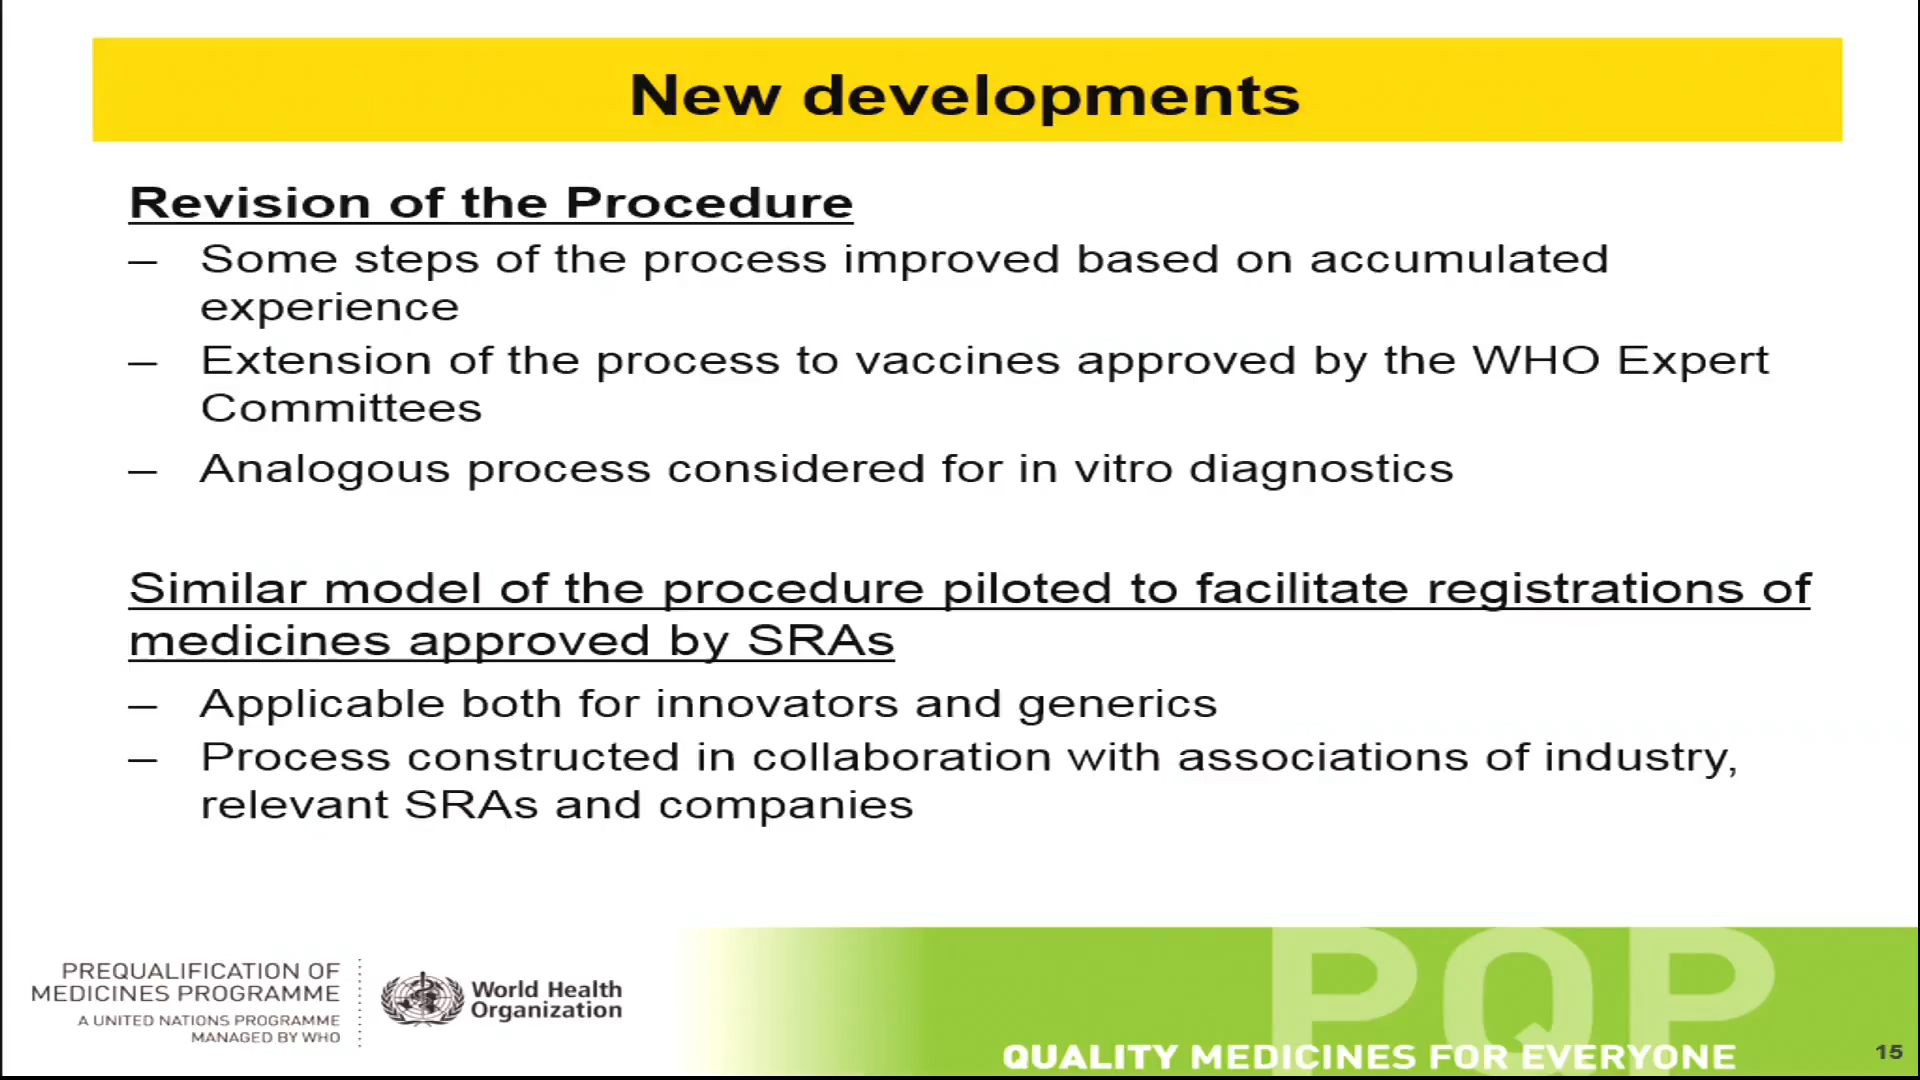 New developments
Revision of the Procedure
– Some steps of the process improved based on accumulated
experience
– Extension of the process to vaccines approved by the WHO Expert
Committees
– Analogous process considered for in vitro diagnostics
Similar model of the procedure piloted to facilitate registrations of
medicines approved by SRAs
– Applicable both for innovators and generics
– Process constructed in collaboration with associations of industry,
relevant SRAs and companies
PREQUALIFICATION OF
MEDICINES PROGRAMME
A UNITED NATIONS PROGRAMME
MANAGED BY WHO
World Health
Organization
PQP
QUALITY MEDICINES FOR EVERYONE
15